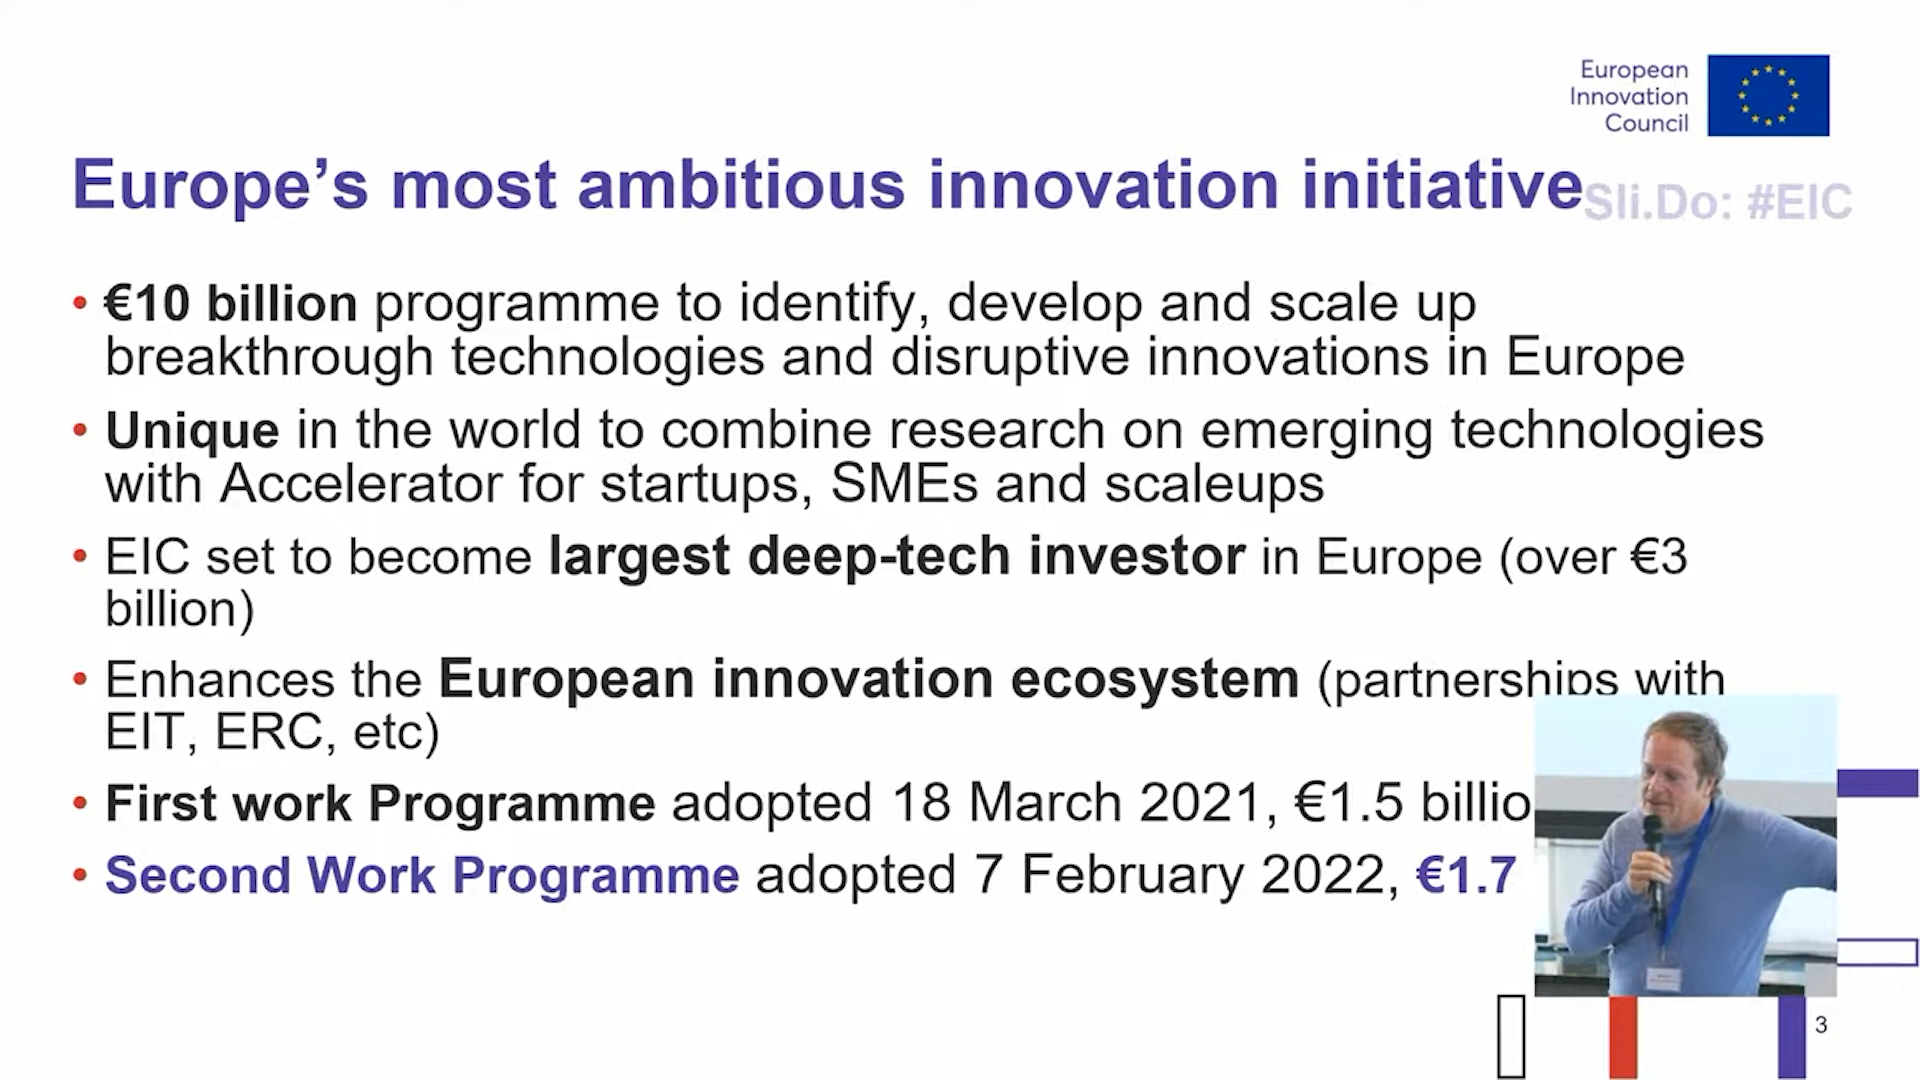 European
Innovation
Council
Europe’s most ambitious innovation initiative
Sli.Do: #EIC
• €10 billion programme to identify, develop and scale up
breakthrough technologies and disruptive innovations in Europe
• Unique in the world to combine research on emerging technologies
with Accelerator for startups, SMEs and scaleups
• EIC set to become largest deep-tech investor in Europe (over €3
billion)
• Enhances the European innovation ecosystem (partnerships with
EIT, ERC, etc)
• First work Programme adopted 18 March 2021, €1.5 billio
• Second Work Programme adopted 7 February 2022, €1.7
3